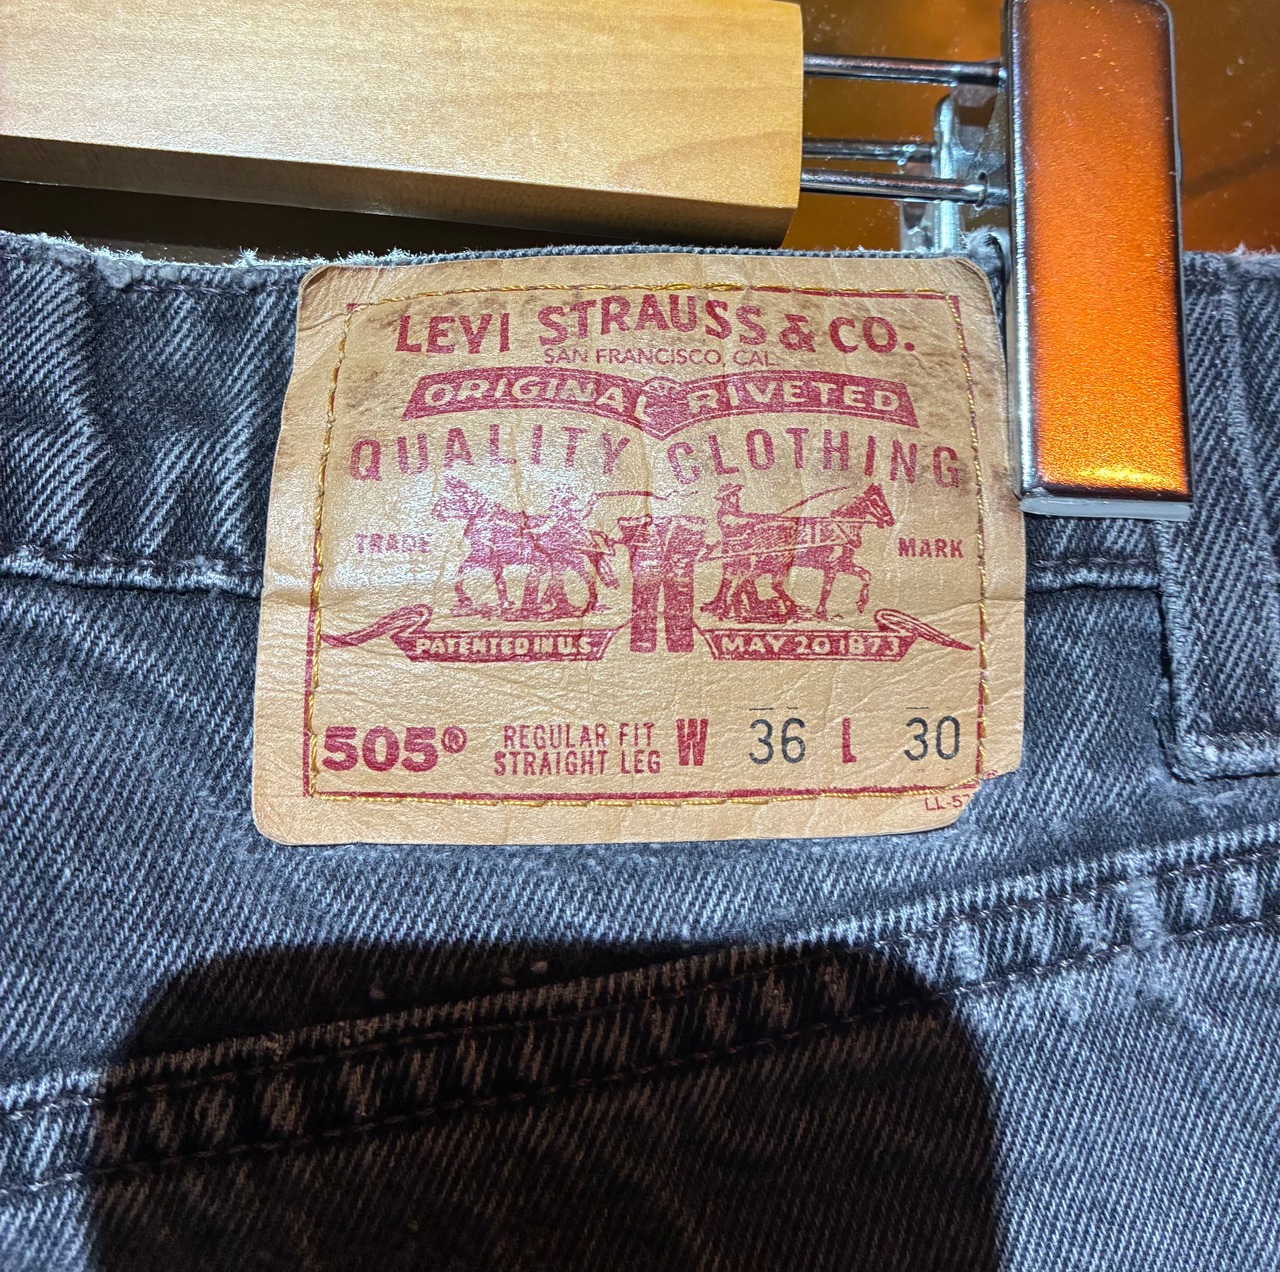 LEVI STRAUSS & CO.
SAN FRANCISCO, CAL.
ORIGINAL RIVETED
QUALITY CLOTHING
TRADE MARK
PATENTED IN U.S. MAY 20 1873
505® REGULAR FIT W 36 L 30
STRAIGHT LEG